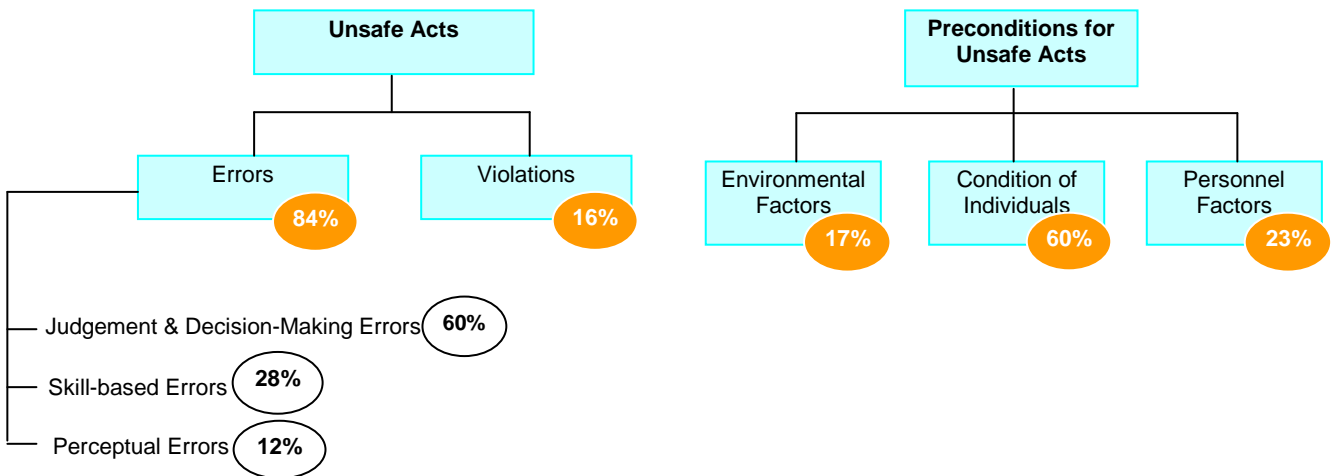 Unsafe Acts
Errors
84%
Violations
16%
Judgement & Decision-Making Errors 60%
Skill-based Errors 28%
Perceptual Errors 12%
Preconditions for
Unsafe Acts
Environmental
Factors
17%
Condition of
Individuals
60%
Personnel
Factors
23%